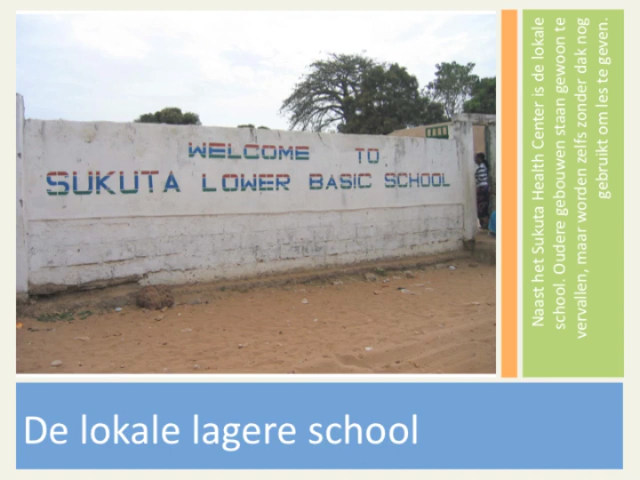 WELCOME TO
SUKUTA LOWER BASIC SCHOOL
Naast het Sukuta Health Center is de lokale
school. Oudere gebouwen staan gewoon te
vervallen, maar worden zelfs zonder dak nog
gebruikt om les te geven.
De lokale lagere school